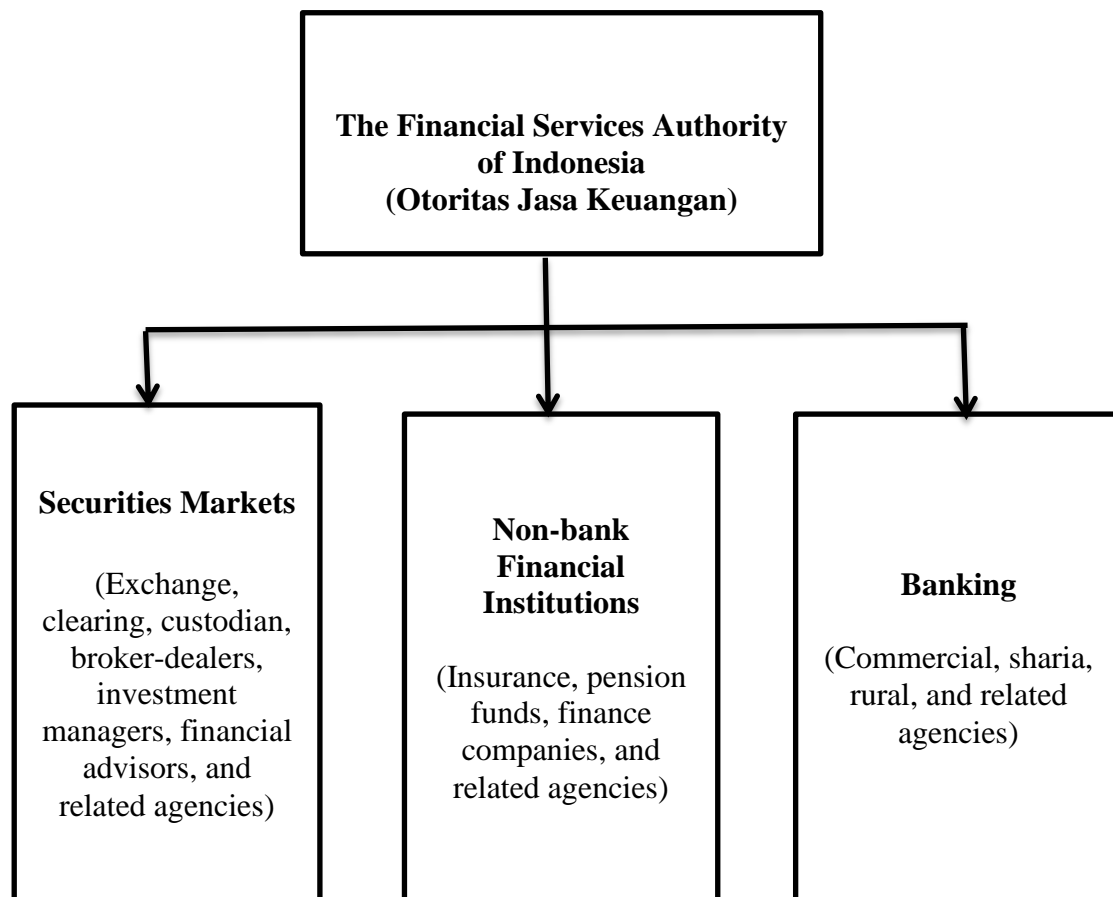 The Financial Services Authority
of Indonesia
(Otoritas Jasa Keuangan)
Securities Markets
(Exchange,
clearing, custodian,
broker-dealers,
investment
managers, financial
advisors, and
related agencies)
Non-bank
Financial
Institutions
(Insurance, pension
funds, finance
companies, and
related agencies)
Banking
(Commercial, sharia,
rural, and related
agencies)